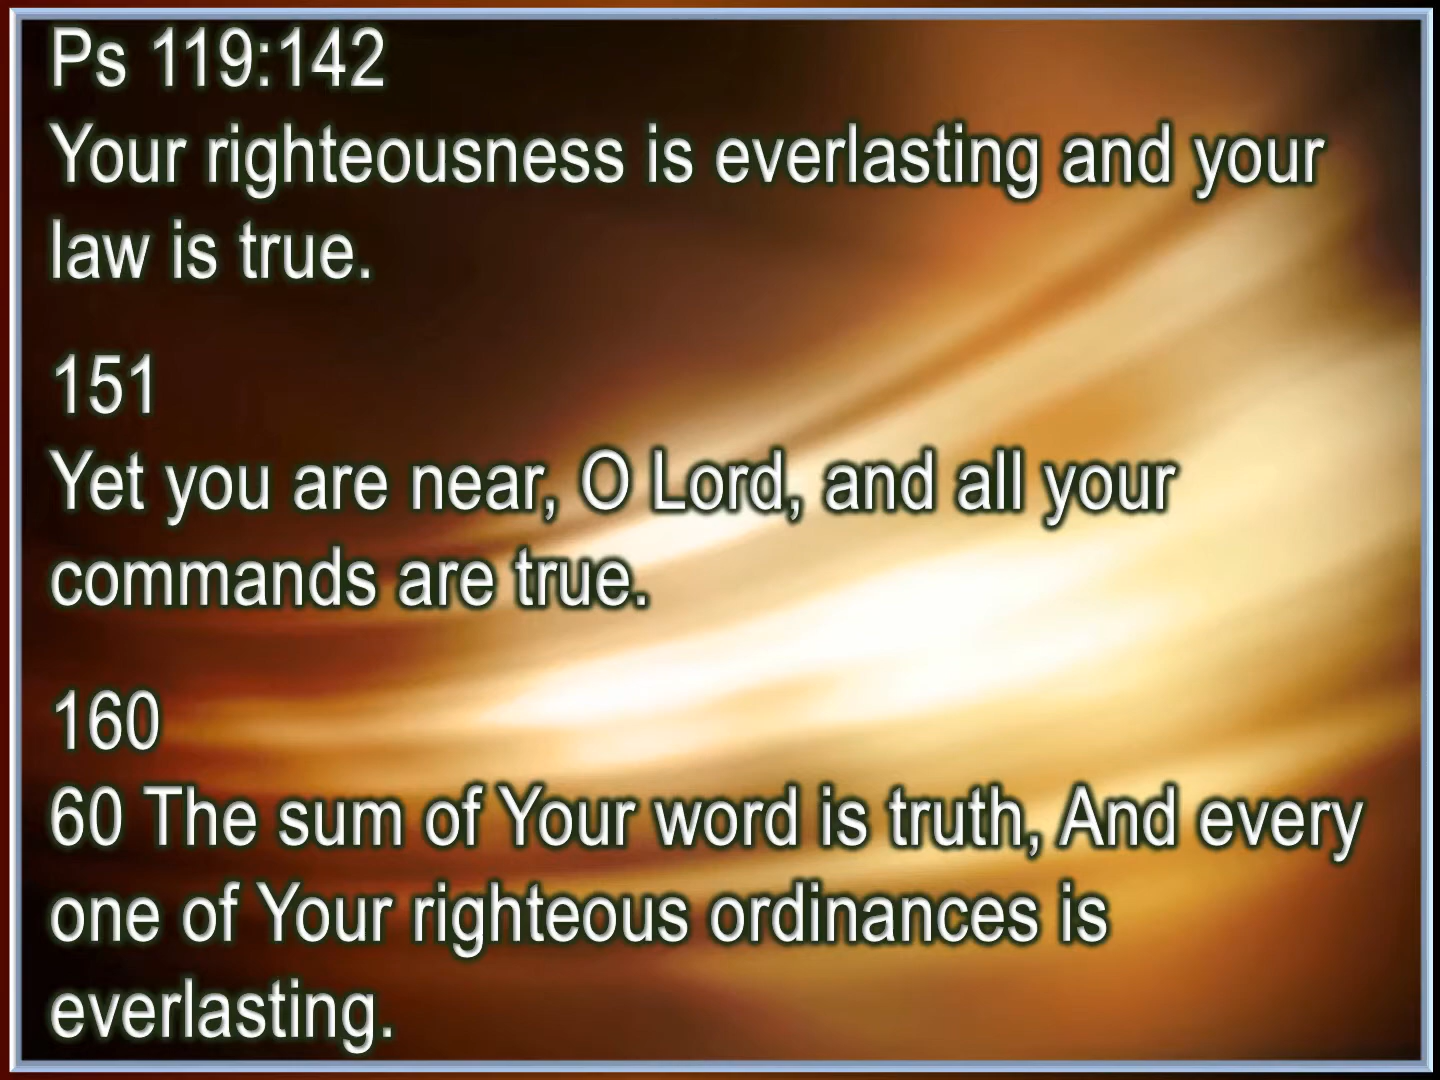 Ps 119:142
Your righteousness is everlasting and your
law is true.
151
Yet you are near, O Lord, and all your
commands are true.
160
60 The sum of Your word is truth, And every
one of Your righteous ordinances is
everlasting.